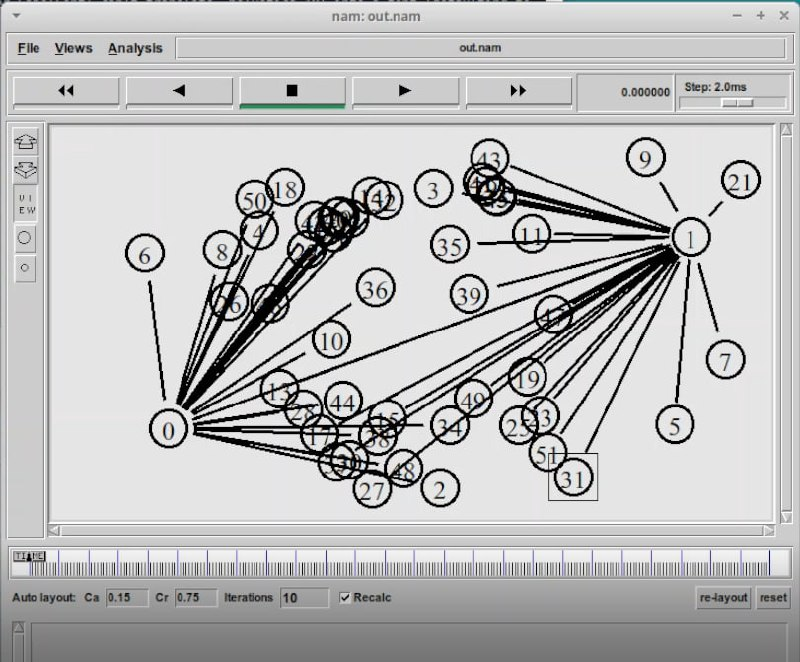 nam: out.nam
File Views Analysis out.nam
0.000000 Step: 2.0ms
43 9
50 18 3 21
4 11 1
6 8 35
36 39
26
10 19 7
13 28 44 49
0 17 15 38 34 25 5
51
48 31
27 2
TIME
Auto layout: Ca 0.15 Cr 0.75 Iterations 10 Recalc re-layout reset